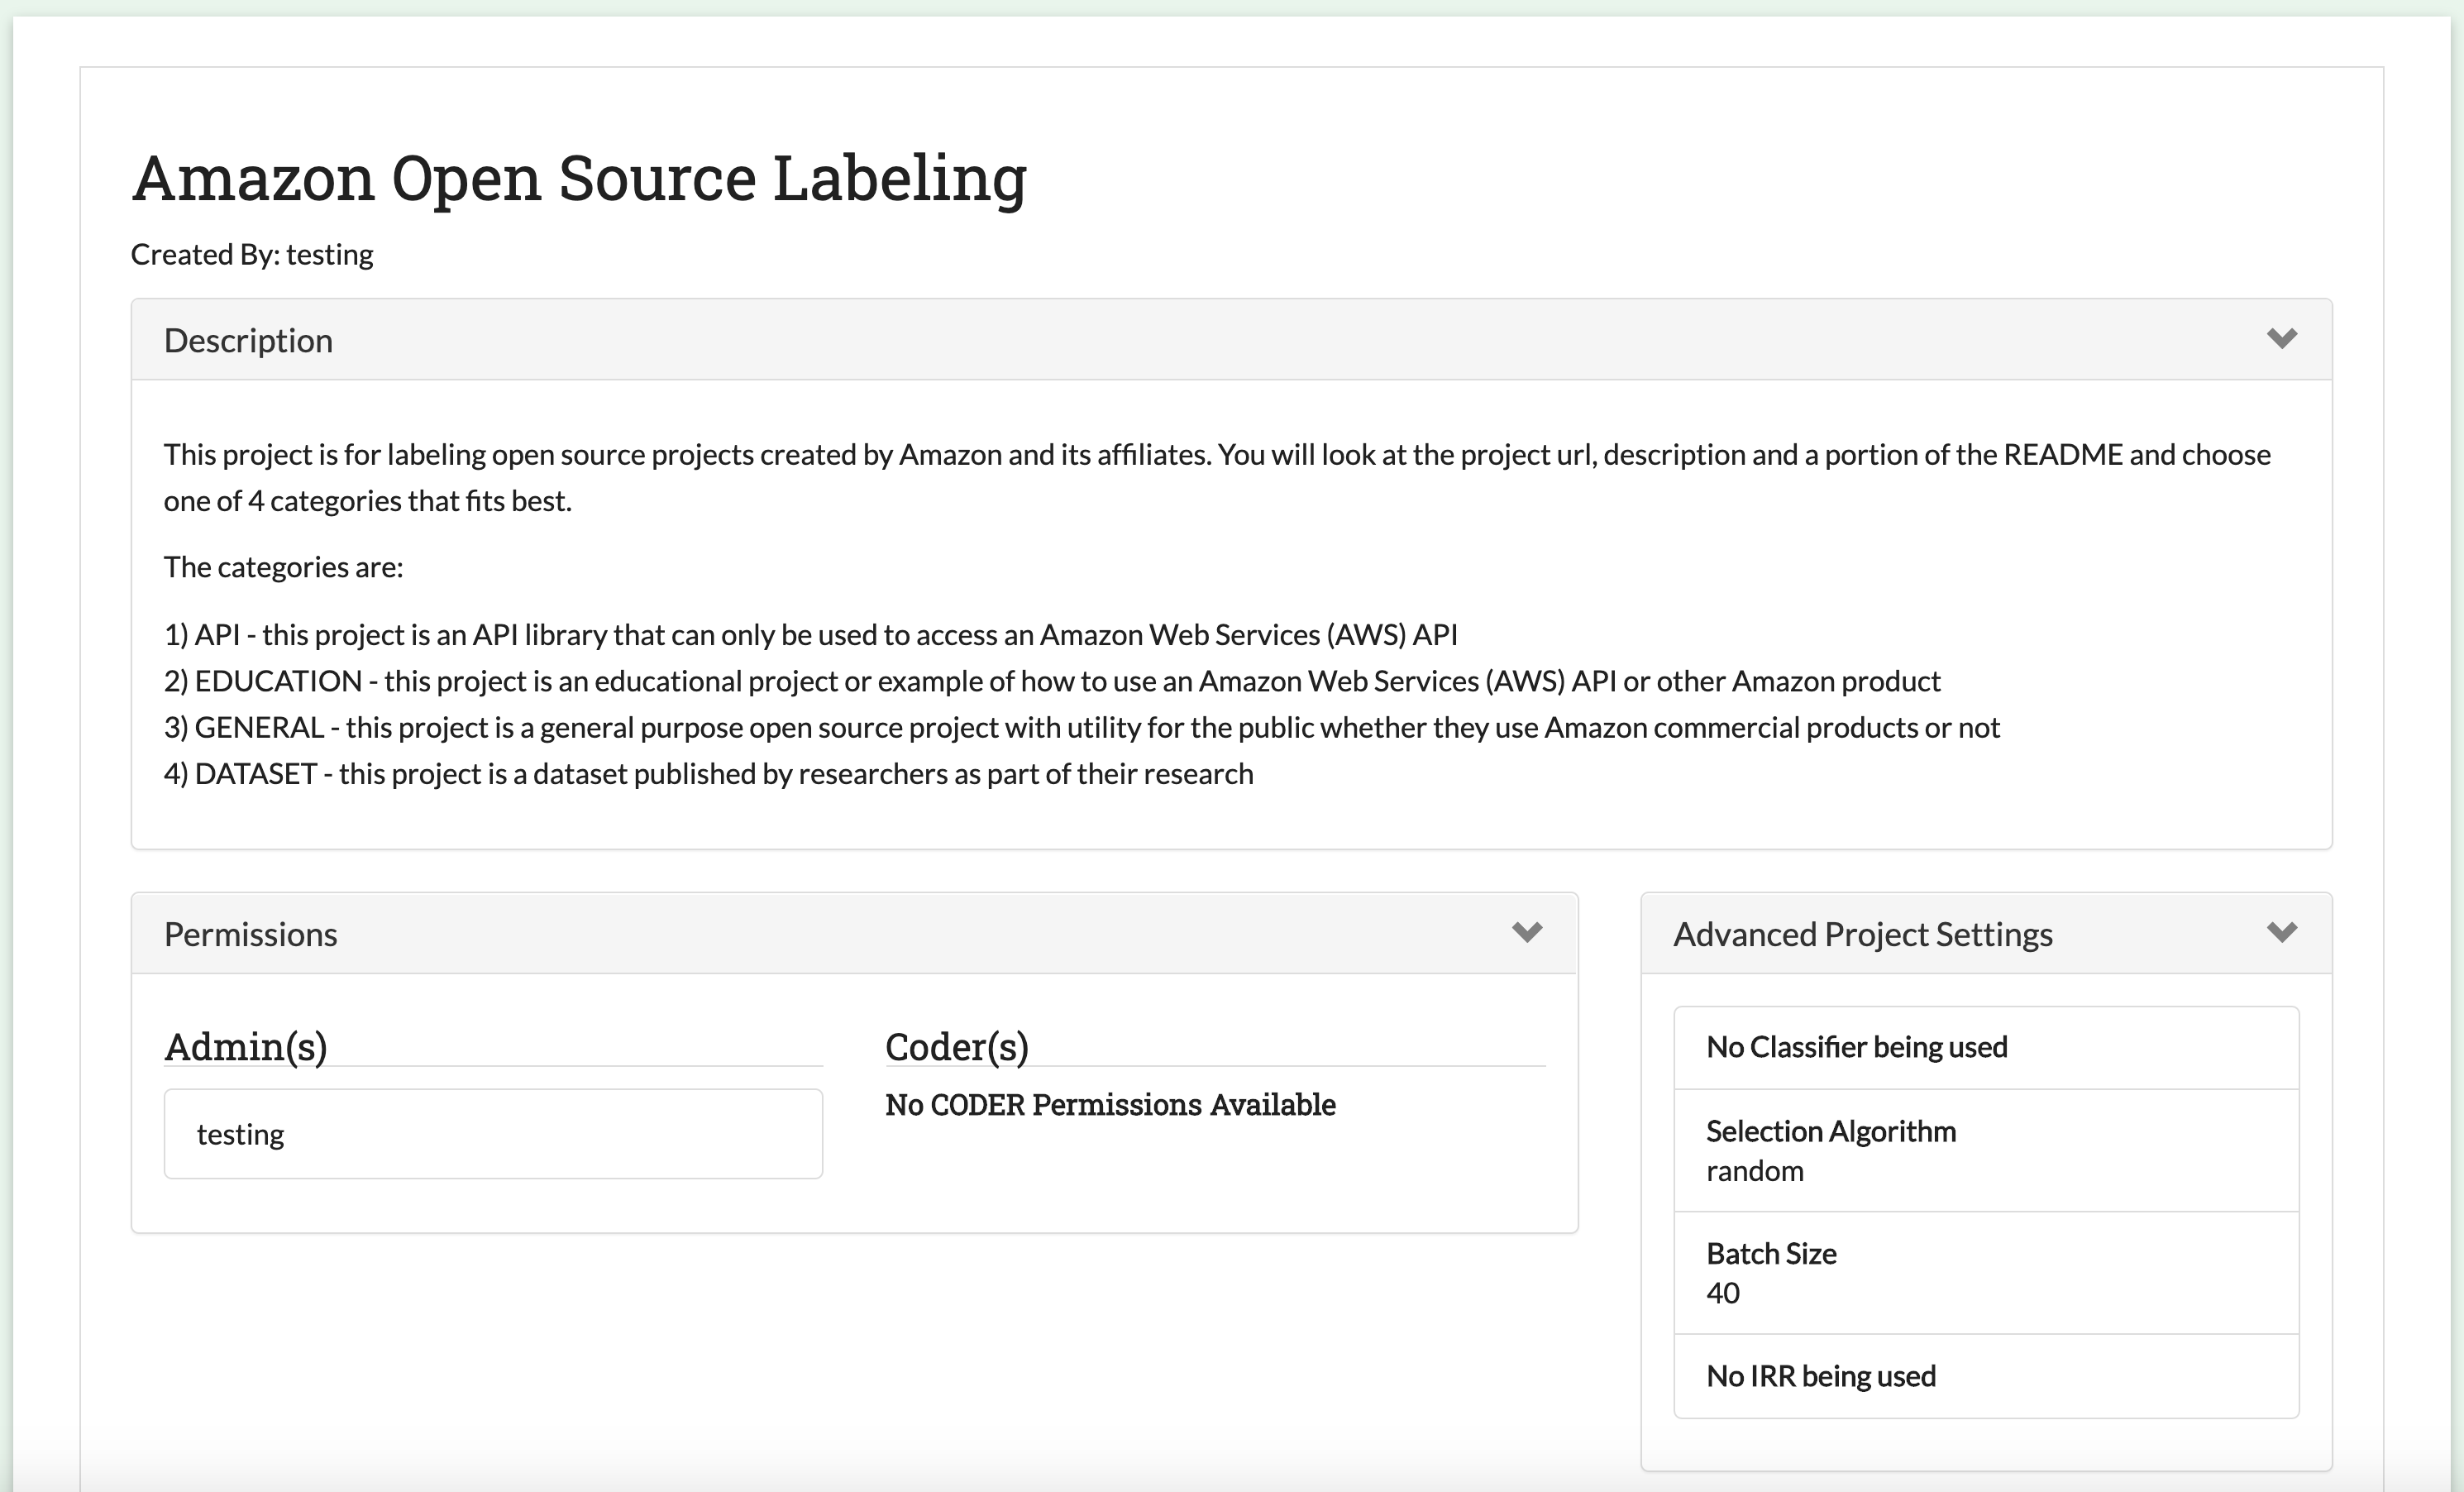 Amazon Open Source Labeling
Created By: testing
Description
This project is for labeling open source projects created by Amazon and its affiliates. You will look at the project url, description and a portion of the README and choose
one of 4 categories that fits best.
The categories are:
1) API - this project is an API library that can only be used to access an Amazon Web Services (AWS) API
2) EDUCATION - this project is an educational project or example of how to use an Amazon Web Services (AWS) API or other Amazon product
3) GENERAL - this project is a general purpose open source project with utility for the public whether they use Amazon commercial products or not
4) DATASET - this project is a dataset published by researchers as part of their research
Permissions
Admin(s)
testing
Coder(s)
No CODER Permissions Available
Advanced Project Settings
No Classifier being used
Selection Algorithm
random
Batch Size
40
No IRR being used